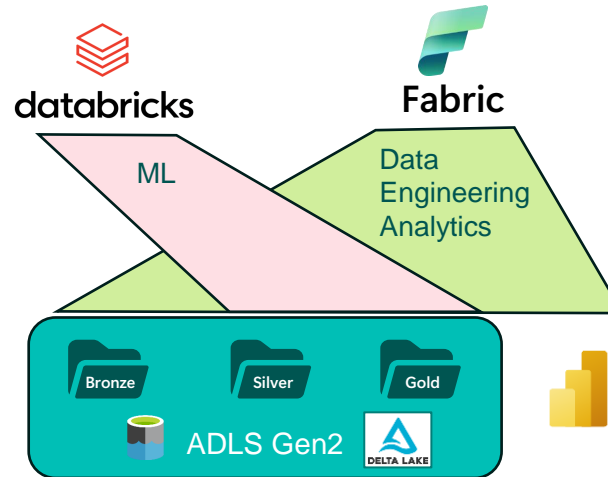 databricks
Fabric
ML
Data
Engineering
Analytics
Bronze
Silver
Gold
ADLS Gen2
DELTA LAKE